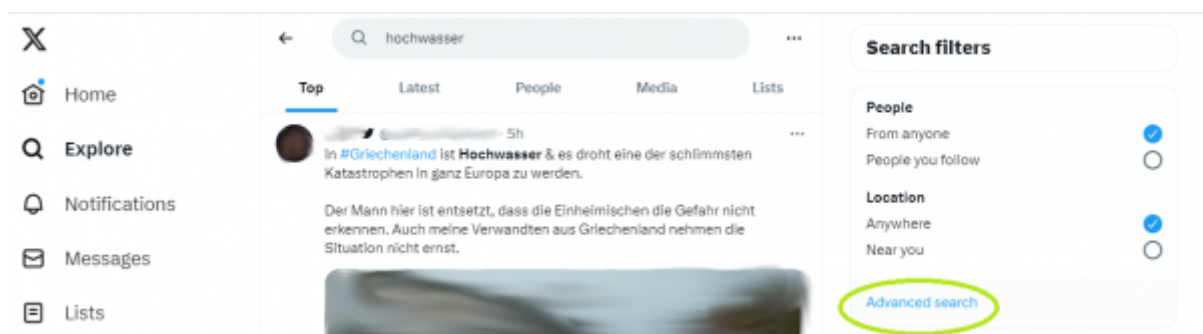 X
Home
Explore
Notifications
Messages
Lists
hochwasser
Top Latest People Media Lists
· 5h
In #Griechenland ist Hochwasser & es droht eine der schlimmsten
Katastrophen in ganz Europa zu werden.
Der Mann hier ist entsetzt, dass die Einheimischen die Gefahr nicht
erkennen. Auch meine Verwandten aus Griechenland nehmen die
Situation nicht ernst.
Search filters
People
From anyone
People you follow
Location
Anywhere
Near you
Advanced search